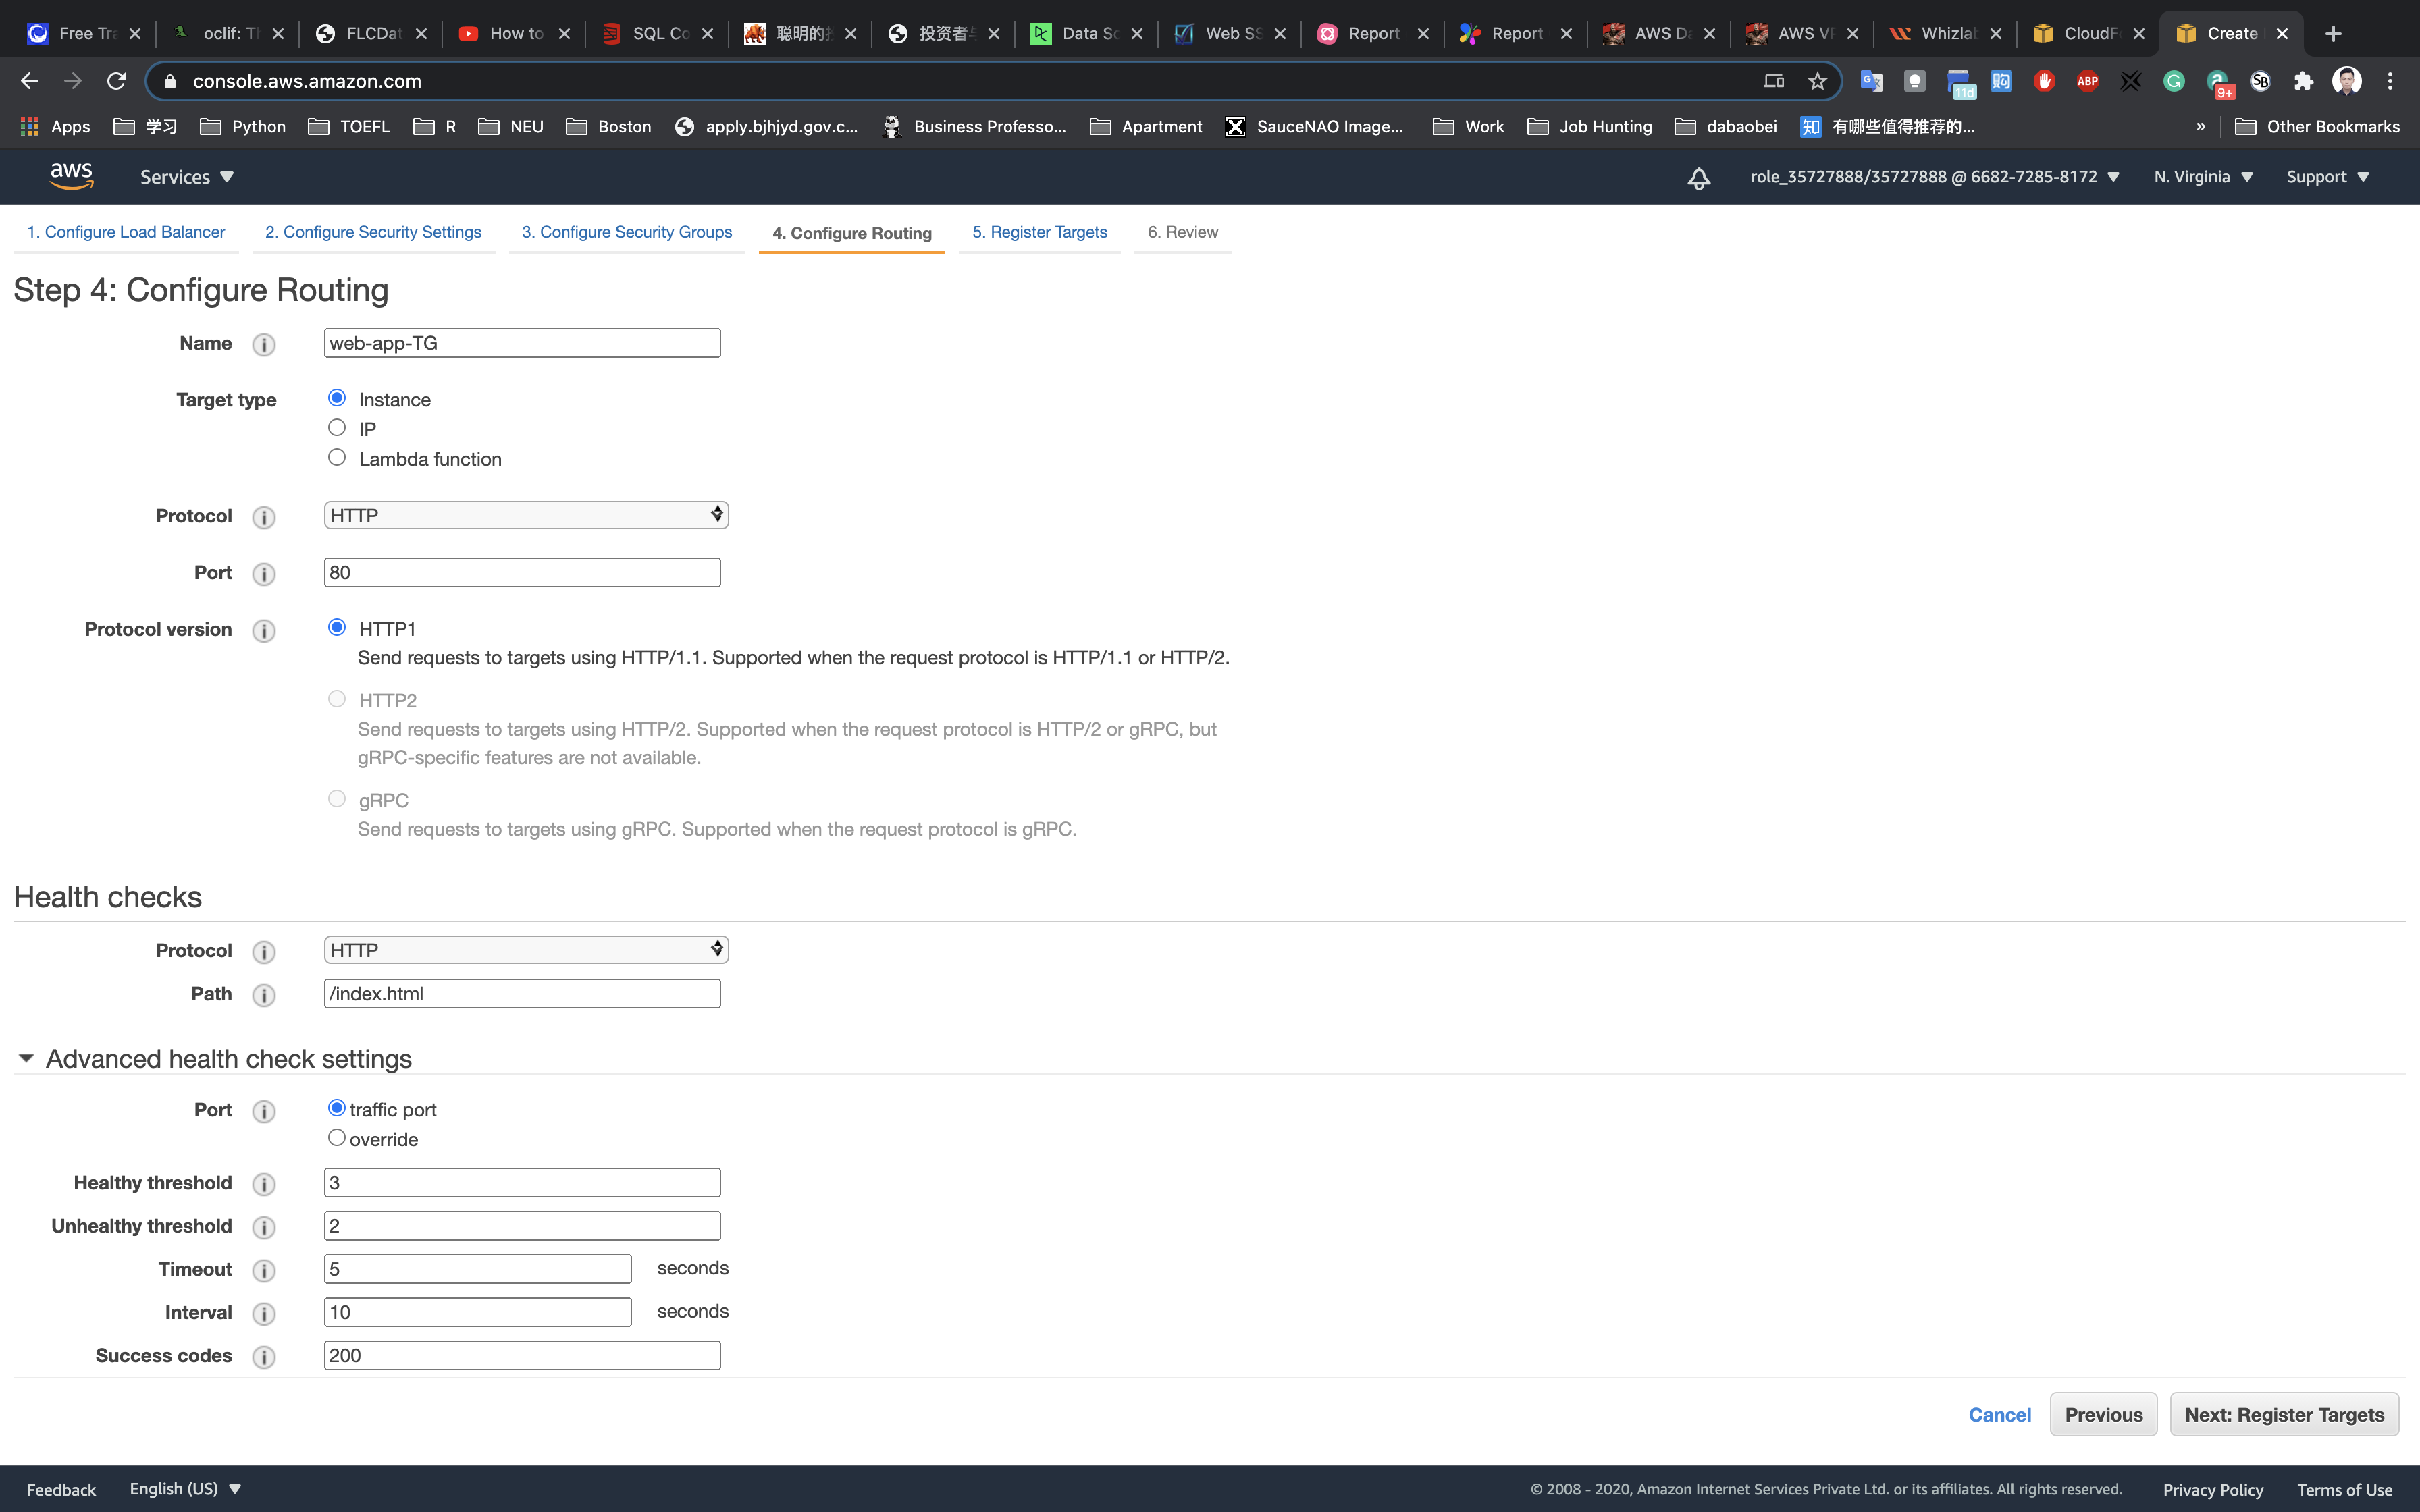 Free Tra
oclif: Th
FLCDat
How to
SQL Co
聪明的投
投资者与
Data Sc
Web SS
Report
Report
AWS Da
AWS VP
Whizlab
CloudFo
Create
console.aws.amazon.com
11d
ABP
9+
SB
Apps
学习
Python
TOEFL
R
NEU
Boston
apply.bjhjyd.gov.c...
Business Professo...
Apartment
SauceNAO Image...
Work
Job Hunting
dabaobei
知 有哪些值得推荐的...
»
Other Bookmarks
aws
Services
role_35727888/35727888 @ 6682-7285-8172
N. Virginia
Support
1. Configure Load Balancer
2. Configure Security Settings
3. Configure Security Groups
4. Configure Routing
5. Register Targets
6. Review
Step 4: Configure Routing
Name
web-app-TG
Target type
Instance
IP
Lambda function
Protocol
HTTP
Port
80
Protocol version
HTTP1
Send requests to targets using HTTP/1.1. Supported when the request protocol is HTTP/1.1 or HTTP/2.
HTTP2
Send requests to targets using HTTP/2. Supported when the request protocol is HTTP/2 or gRPC, but
gRPC-specific features are not available.
gRPC
Send requests to targets using gRPC. Supported when the request protocol is gRPC.
Health checks
Protocol
HTTP
Path
/index.html
Advanced health check settings
Port
traffic port
override
Healthy threshold
3
Unhealthy threshold
2
Timeout
5
seconds
Interval
10
seconds
Success codes
200
Cancel
Previous
Next: Register Targets
Feedback
English (US)
© 2008 - 2020, Amazon Internet Services Private Ltd. or its affiliates. All rights reserved.
Privacy Policy
Terms of Use